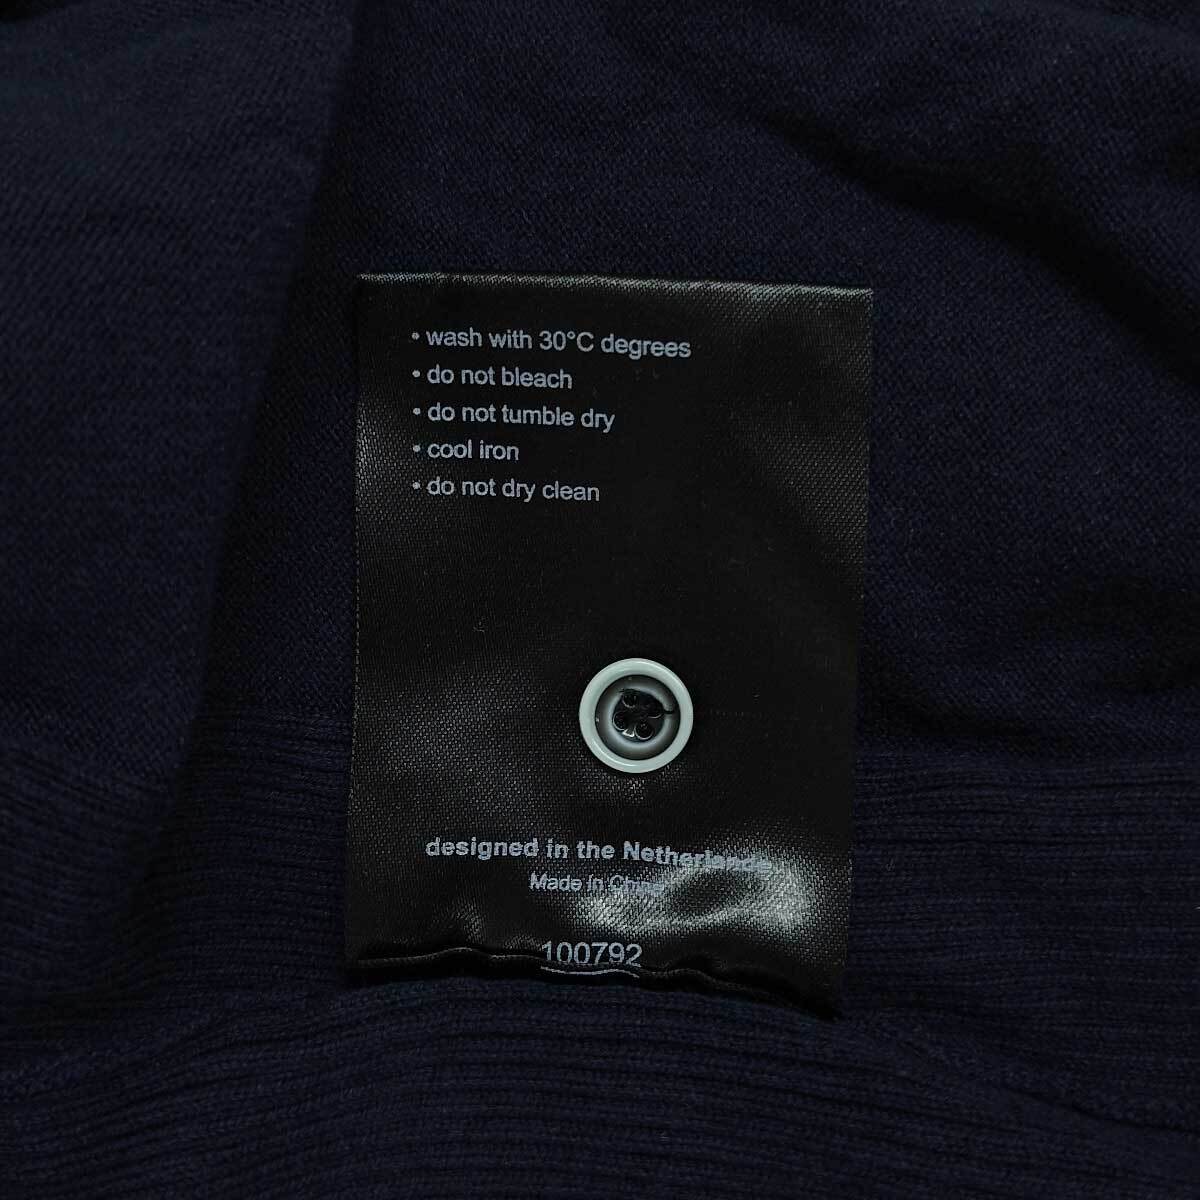 • wash with 30°C degrees
• do not bleach
• do not tumble dry
• cool iron
• do not dry clean
designed in the Netherlands
Made in China
100792